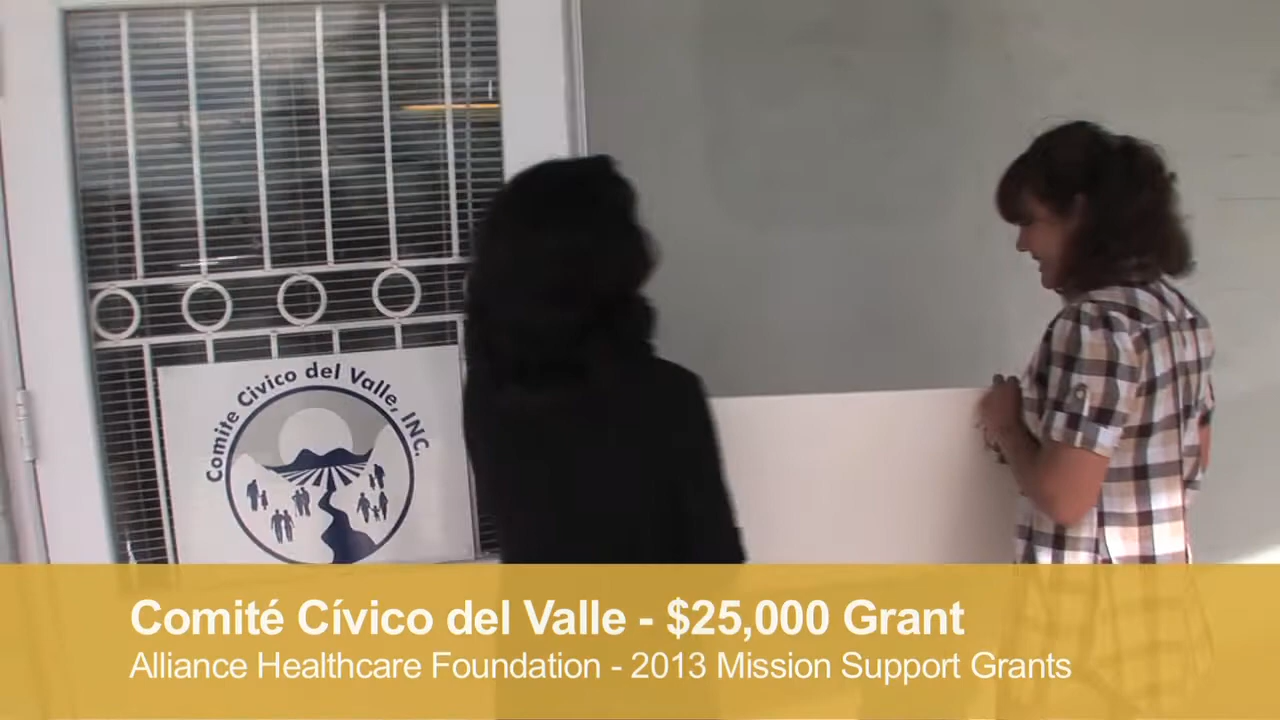 Comite Civico del Valle, INC.
Comité Cívico del Valle - $25,000 Grant
Alliance Healthcare Foundation - 2013 Mission Support Grants